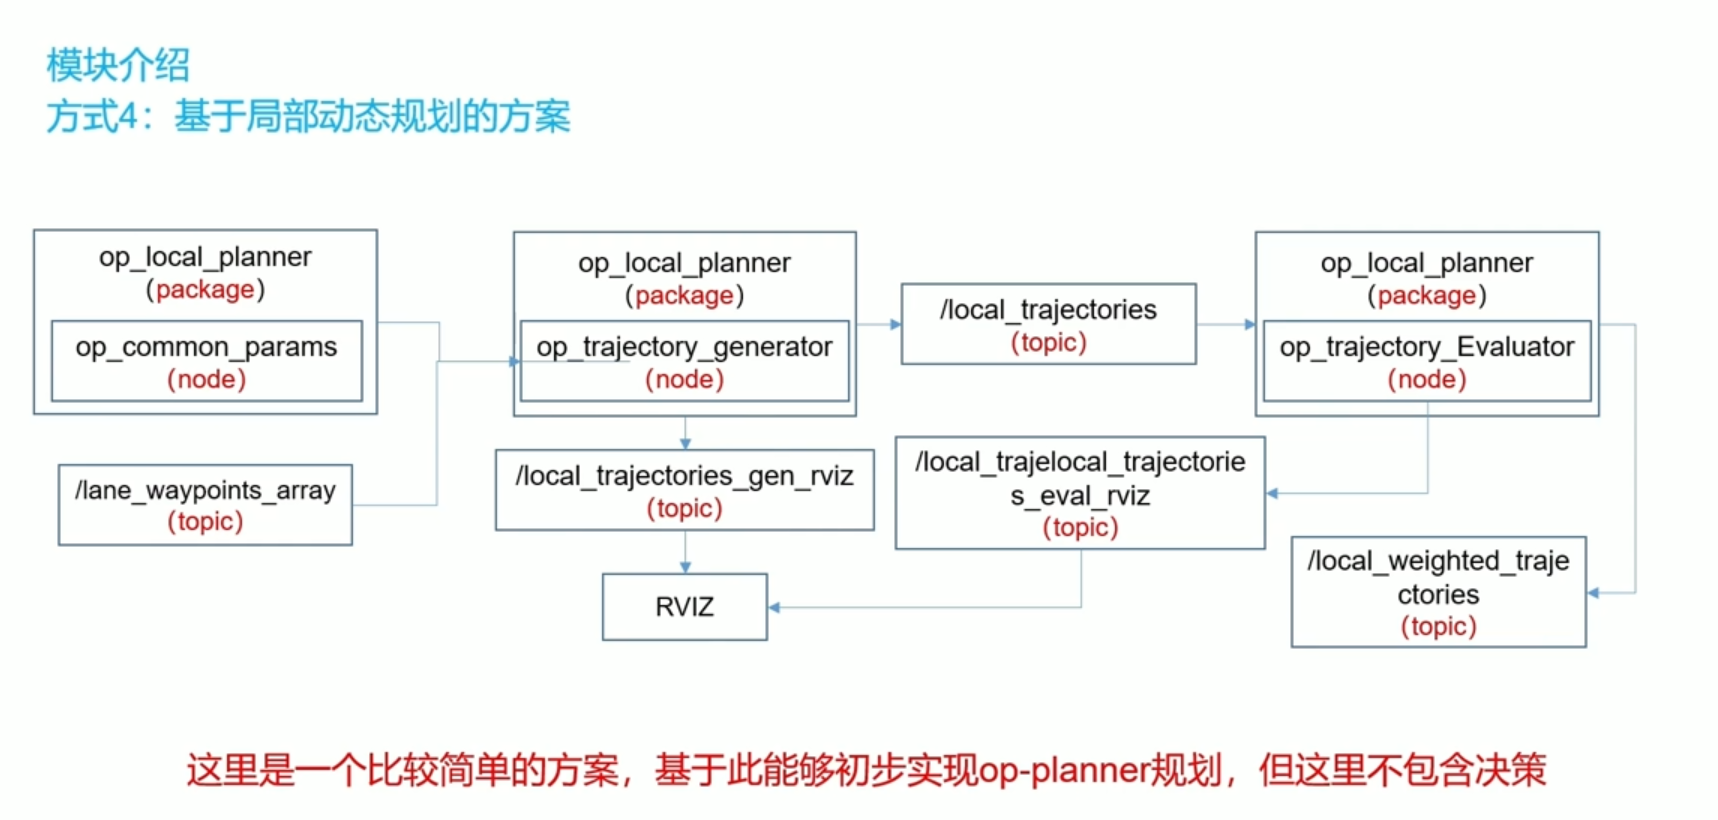 模块介绍
方式4：基于局部动态规划的方案
op_local_planner
（package）
op_common_params
（node）
/lane_waypoints_array
（topic）
op_local_planner
（package）
op_trajectory_generator
（node）
/local_trajectories_gen_rviz
（topic）
RVIZ
/local_trajectories
（topic）
/local_trajelocal_trajectorie
s_eval_rviz
（topic）
op_local_planner
（package）
op_trajectory_Evaluator
（node）
/local_weighted_traje
ctories
（topic）
这里是一个比较简单的方案，基于此能够初步实现op-planner规划，但这里不包含决策